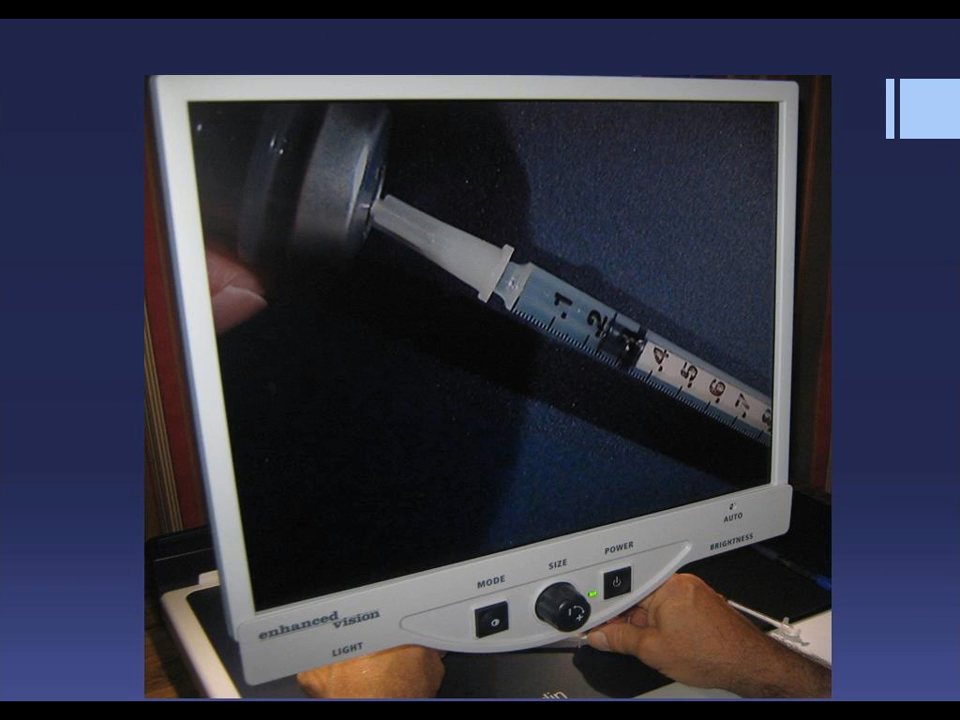 .1
.2
.4
.5
.6
.7
AUTO
BRIGHTNESS
POWER
SIZE
MODE
enhanced
vision
LIGHT